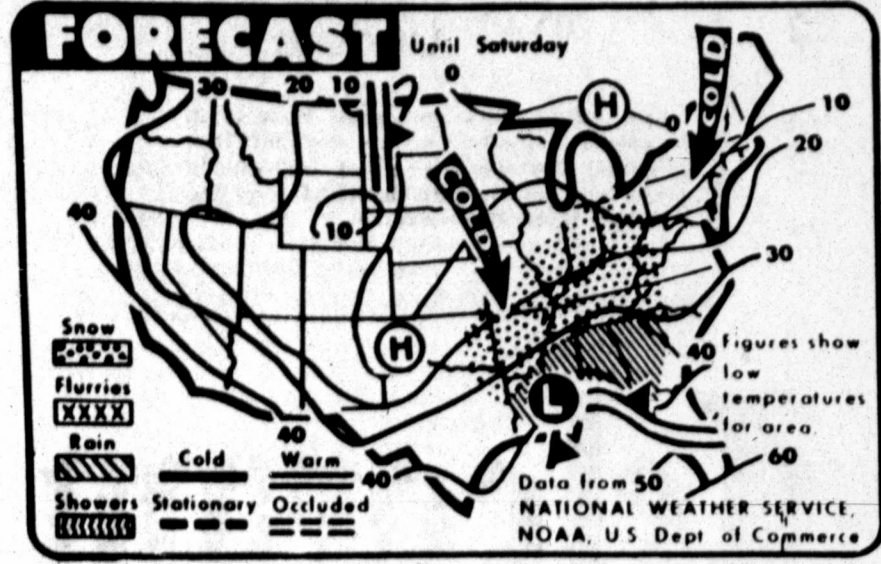 FORECAST
Until Saturday
30 20 10 0
H
0
COLD
10
20
40
10
COLD
30
H
Snow
Flurries
Rain
Showers
Cold
Warm
Stationary
Occluded
40
40
L
40
50
60
Figures show
low
temperatures
for area.
Data from
NATIONAL WEATHER SERVICE,
NOAA, U.S. Dept of Commerce